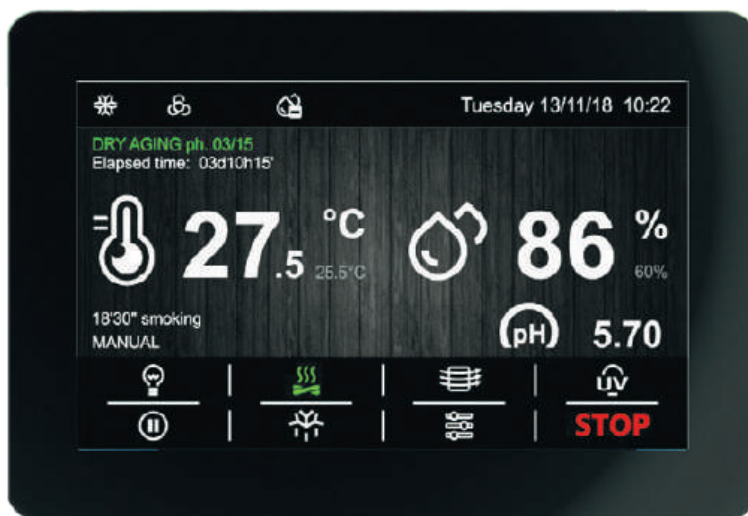 Tuesday 13/11/18 10:22
DRY AGING ph. 03/15
Elapsed time: 03d10h15'
27.5 °C 25.5°C
86 % 60%
18'30" smoking
MANUAL
pH 5.70
UV
STOP